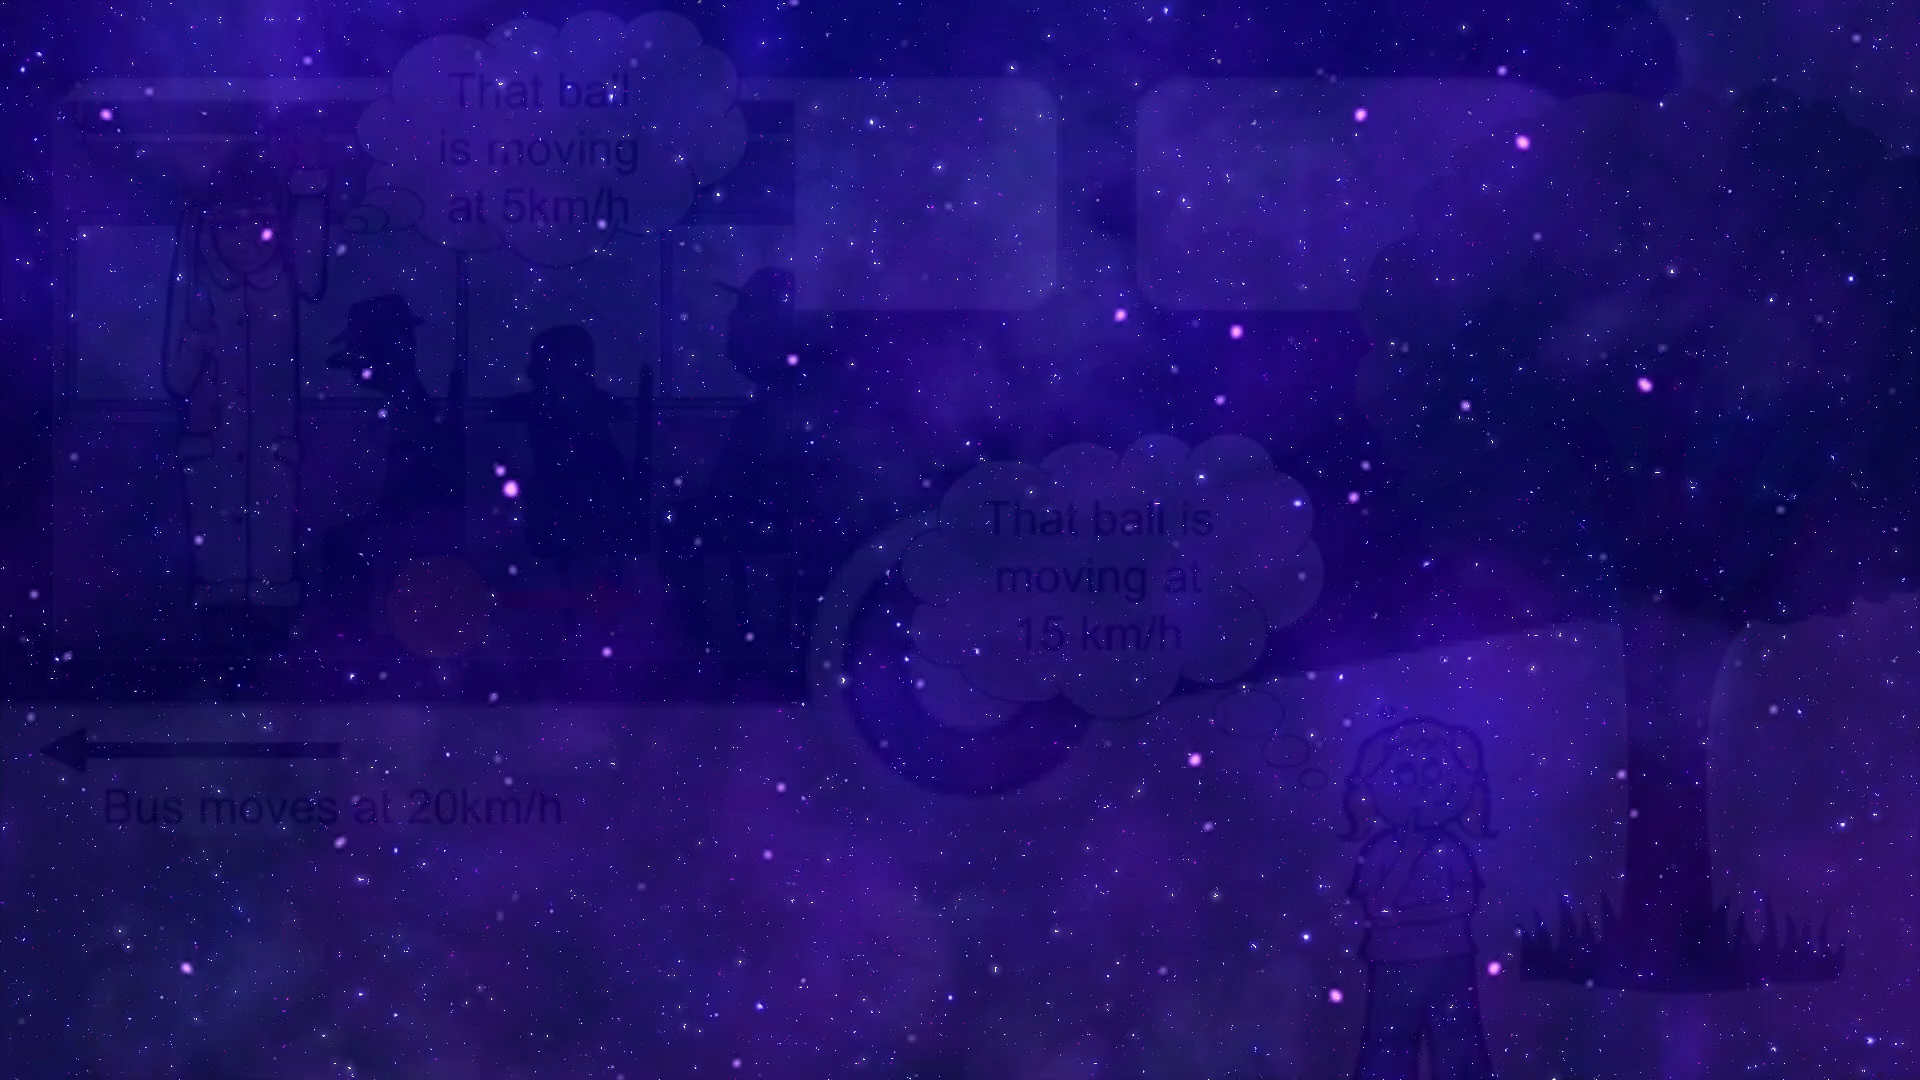 That ball
is moving
at 5km/h
That ball is
moving at
15 km/h
Bus moves at 20km/h